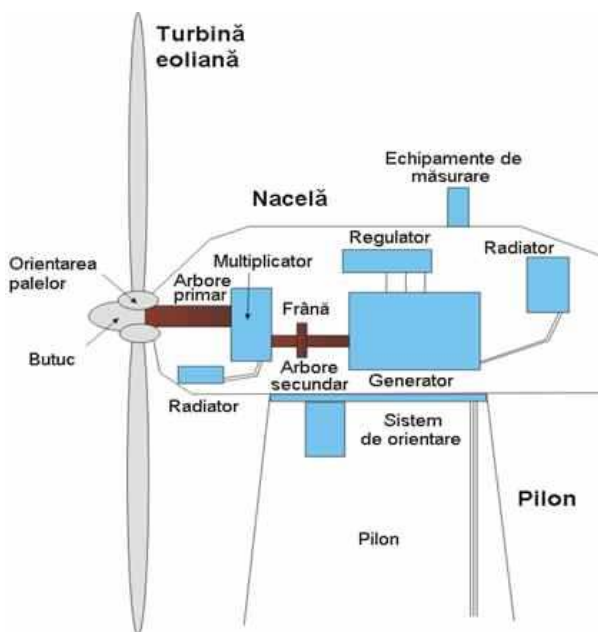 Turbină
eoliană
Echipamente de
măsurare
Nacelă
Regulator
Radiator
Orientarea
palelor
Multiplicator
Arbore
primar
Frână
Butuc
Arbore
secundar
Generator
Radiator
Sistem
de orientare
Pilon
Pilon